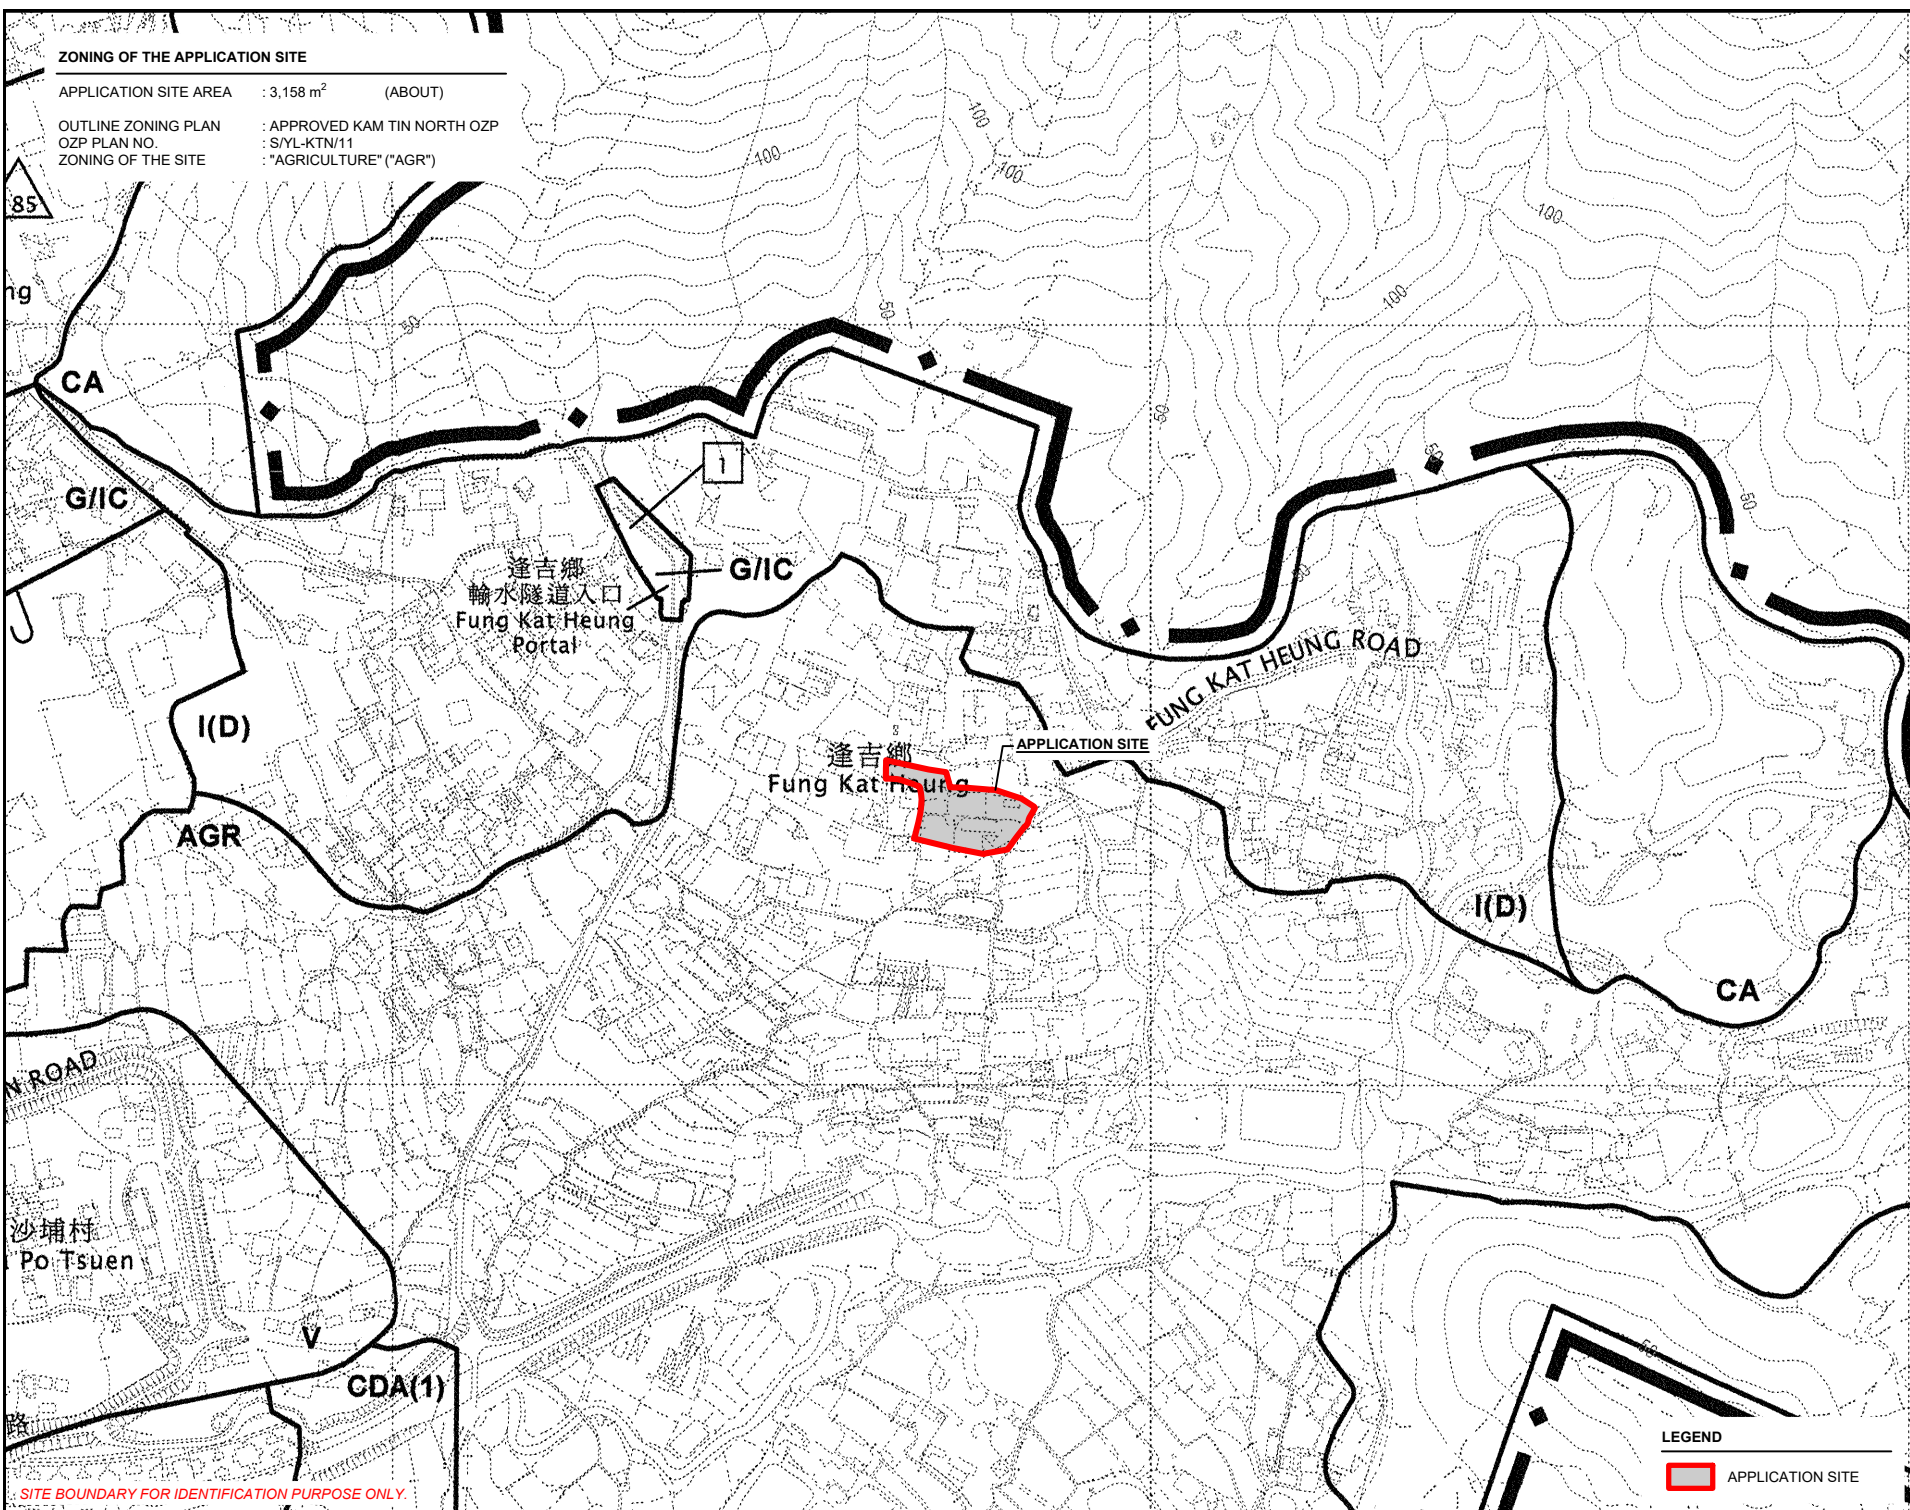 ZONING OF THE APPLICATION SITE
APPLICATION SITE AREA : 3,158 m² (ABOUT)
OUTLINE ZONING PLAN : APPROVED KAM TIN NORTH OZP
OZP PLAN NO. : S/YL-KTN/11
ZONING OF THE SITE : "AGRICULTURE" ("AGR")
85
ng
100
100
100
100
100
50
50
50
50
50
CA
1
G/IC
G/IC
逢吉鄉
輸水隧道入口
Fung Kat Heung
Portal
FUNG KAT HEUNG ROAD
I(D)
逢吉鄉
Fung Kat Heung
APPLICATION SITE
AGR
I(D)
CA
N ROAD
沙埔村
Po Tsuen
V
CDA(1)
50
路
LEGEND
APPLICATION SITE
SITE BOUNDARY FOR IDENTIFICATION PURPOSE ONLY.